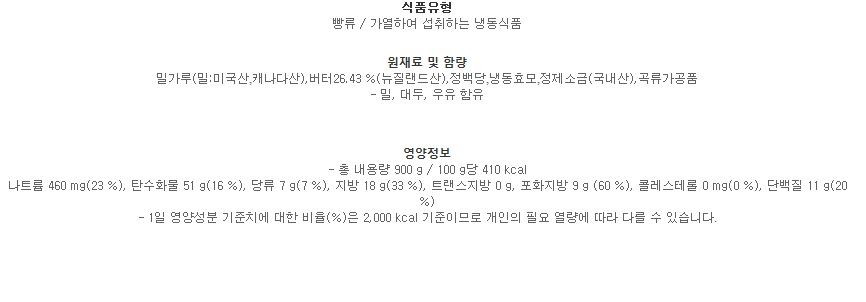 식품유형
빵류 / 가열하여 섭취하는 냉동식품
원재료 및 함량
밀가루(밀:미국산,캐나다산),버터26.43 %(뉴질랜드산),정백당,냉동효모,정제소금(국내산),곡류가공품
- 밀, 대두, 우유 함유
영양정보
- 총 내용량 900 g / 100 g당 410 kcal
나트륨 460 mg(23 %), 탄수화물 51 g(16 %), 당류 7 g(7 %), 지방 18 g(33 %), 트랜스지방 0 g, 포화지방 9 g (60 %), 콜레스테롤 0 mg(0 %), 단백질 11 g(20
%)
- 1일 영양성분 기준치에 대한 비율(%)은 2,000 kcal 기준이므로 개인의 필요 열량에 따라 다를 수 있습니다.